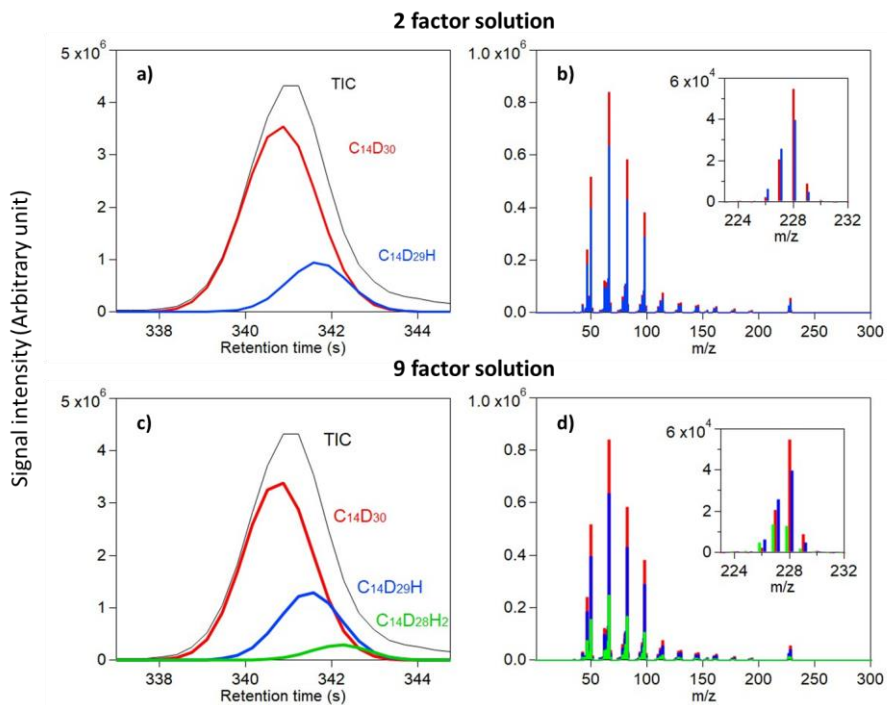 2 factor solution
Signal intensity (Arbitrary unit)
5 x10⁶
a)
TIC
C₁₄D₃₀
C₁₄D₂₉H
4
3
2
1
0
338
340
342
344
Retention time (s)
1.0 x10⁶
b)
0.8
0.6
0.4
0.2
0.0
50
100
150
200
250
300
m/z
6 x10⁴
4
2
0
224
228
232
m/z
9 factor solution
5 x10⁶
c)
TIC
C₁₄D₃₀
C₁₄D₂₉H
C₁₄D₂₈H₂
4
3
2
1
0
338
340
342
344
Retention time (s)
1.0 x10⁶
d)
0.8
0.6
0.4
0.2
0.0
50
100
150
200
250
300
m/z
6 x10⁴
4
2
0
224
228
232
m/z